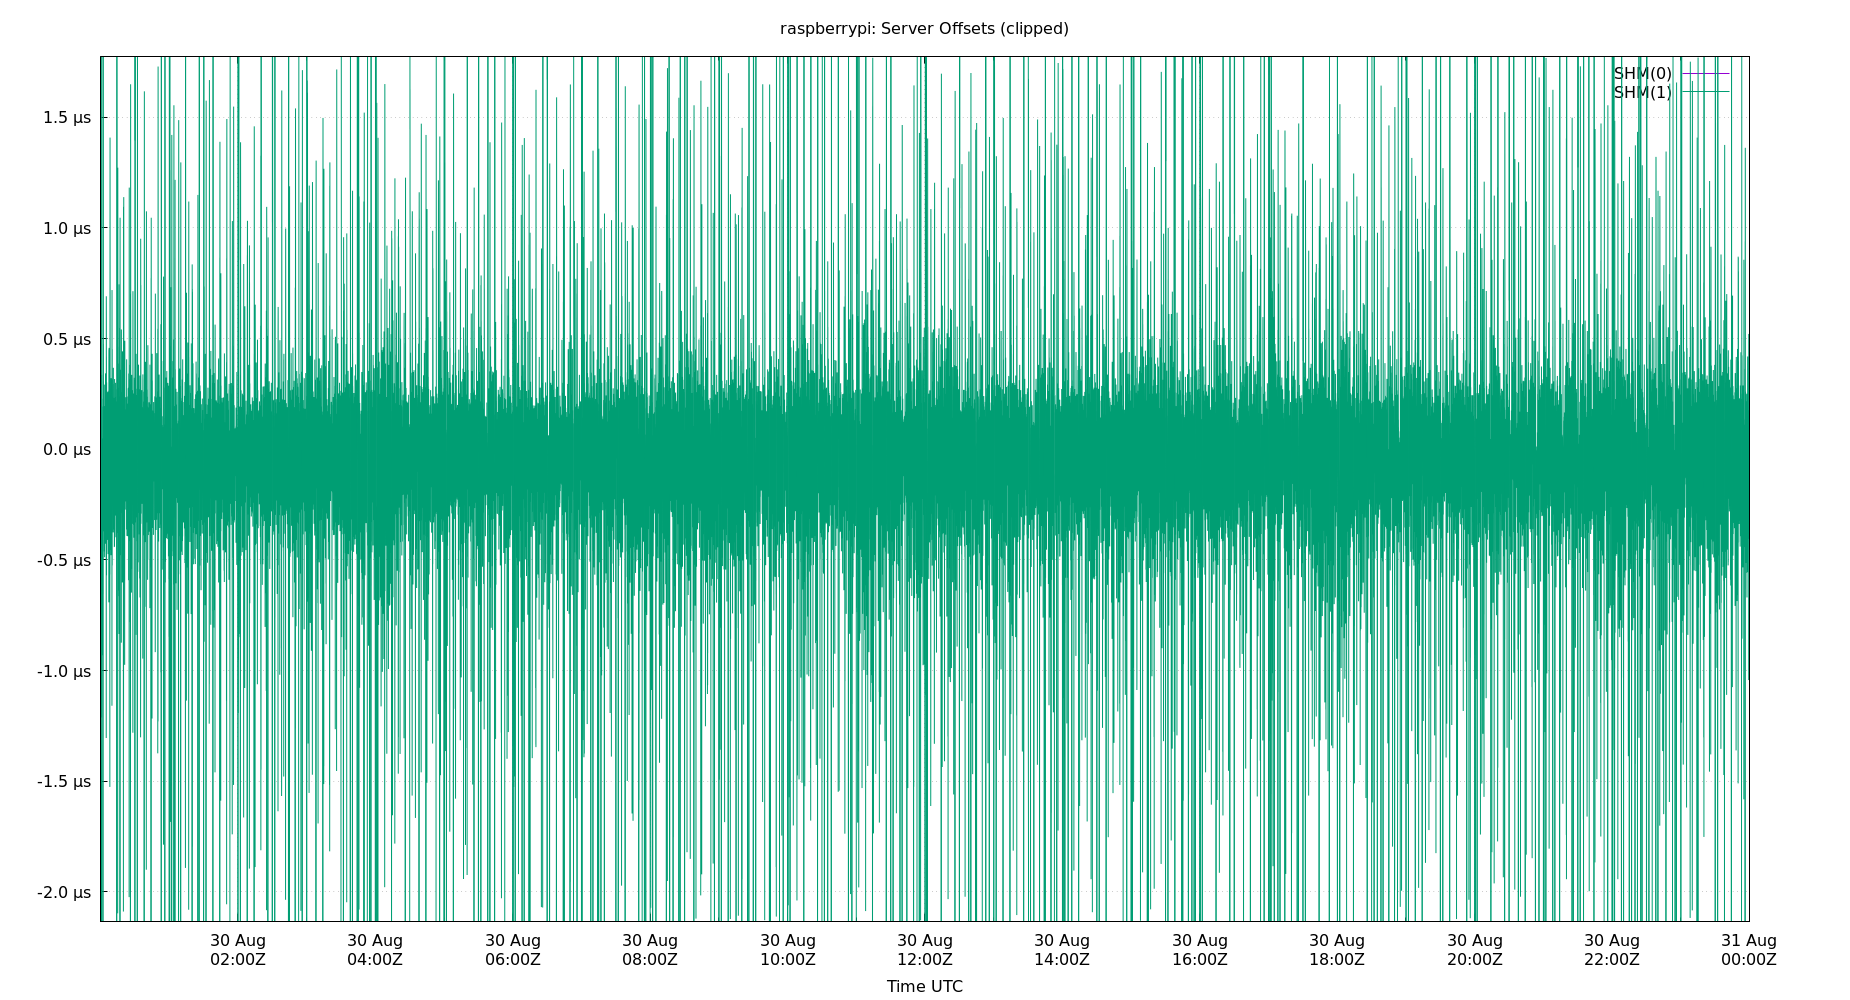 raspberrypi: Server Offsets (clipped)
SHM(0)
SHM(1)
1.5 µs
1.0 µs
0.5 µs
0.0 µs
-0.5 µs
-1.0 µs
-1.5 µs
-2.0 µs
30 Aug 30 Aug 30 Aug 30 Aug 30 Aug 30 Aug 30 Aug 30 Aug 30 Aug 30 Aug 30 Aug 31 Aug
02:00Z 04:00Z 06:00Z 08:00Z 10:00Z 12:00Z 14:00Z 16:00Z 18:00Z 20:00Z 22:00Z 00:00Z
Time UTC